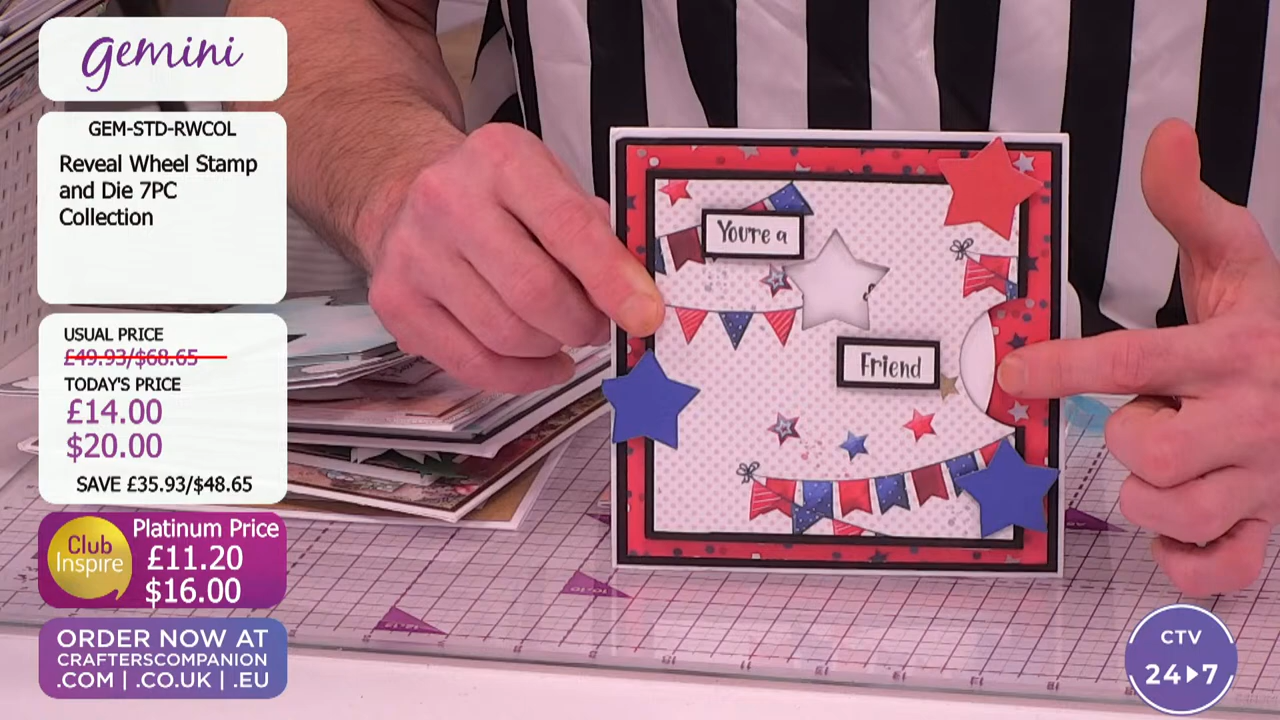 gemini
GEM-STD-RWCOL
Reveal Wheel Stamp
and Die 7PC
Collection
USUAL PRICE
£49.93/$68.65
TODAY'S PRICE
£14.00
$20.00
SAVE £35.93/$48.65
Club
Inspire
Platinum Price
£11.20
$16.00
ORDER NOW AT
CRAFTERSCOMPANION
.COM | .CO.UK | .EU
You're a
Friend
CTV
24▶7